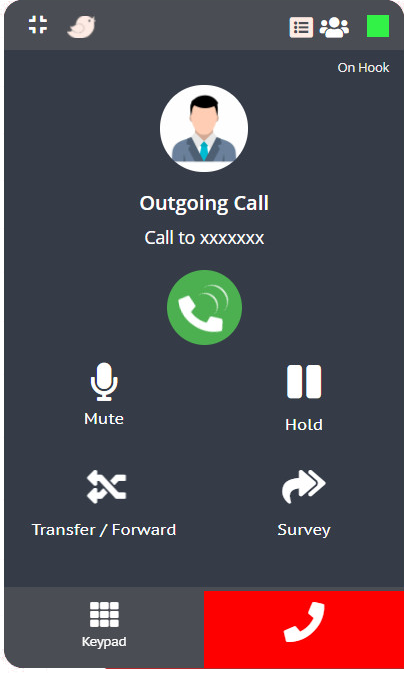 On Hook
Outgoing Call
Call to xxxxxxx
Mute
Hold
Transfer / Forward
Survey
Keypad